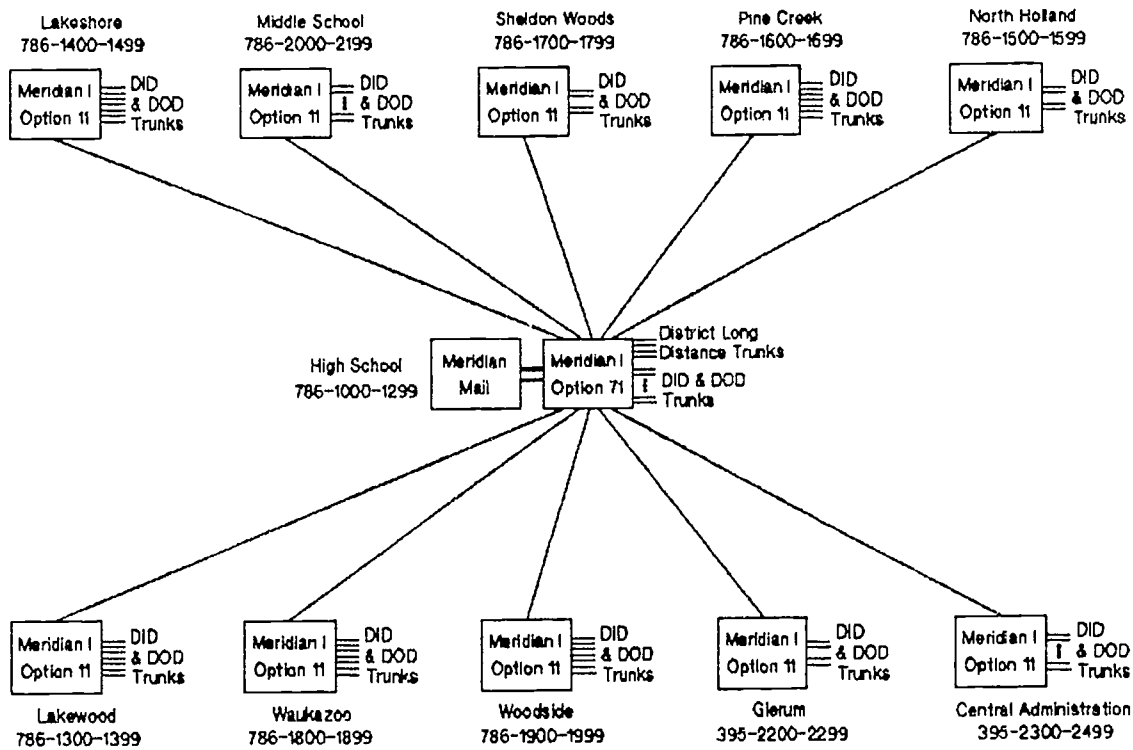 Lakeshore
786-1400-1499
Middle School
786-2000-2199
Sheldon Woods
786-1700-1799
Pine Creek
786-1600-1699
North Holland
786-1500-1599
Meridian I
Option 11
DID
& DOD
Trunks
Meridian I
Option 11
DID
& DOD
Trunks
Meridian I
Option 11
DID
& DOD
Trunks
Meridian I
Option 11
DID
& DOD
Trunks
Meridian I
Option 11
DID
& DOD
Trunks
High School
786-1000-1299
Meridian
Mail
Meridian I
Option 71
District Long
Distance Trunks
DID & DOD
Trunks
Meridian I
Option 11
DID
& DOD
Trunks
Meridian I
Option 11
DID
& DOD
Trunks
Meridian I
Option 11
DID
& DOD
Trunks
Meridian I
Option 11
DID
& DOD
Trunks
Meridian I
Option 11
DID
& DOD
Trunks
Lakewood
786-1300-1399
Waukazoo
786-1800-1899
Woodside
786-1900-1999
Glerum
395-2200-2299
Central Administration
395-2300-2499